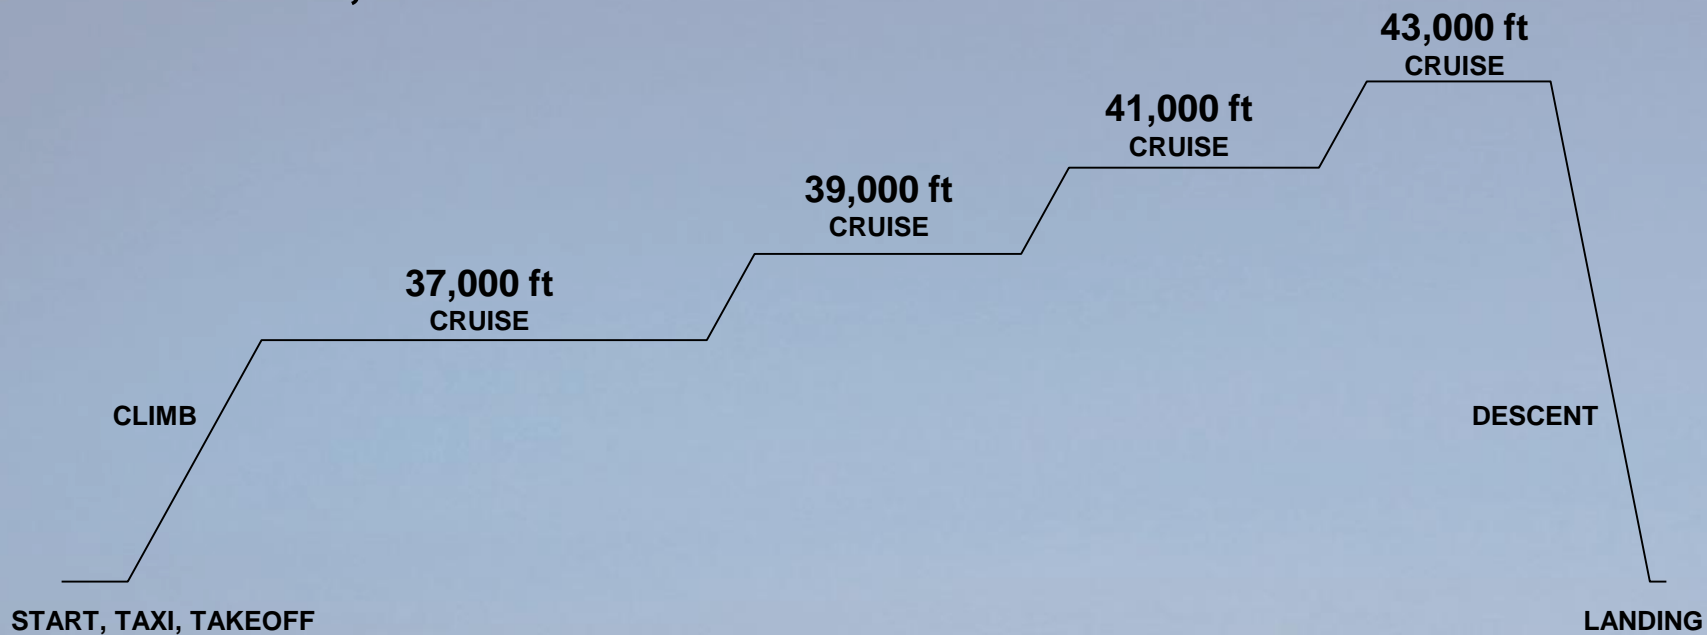 43,000 ft
CRUISE
41,000 ft
CRUISE
39,000 ft
CRUISE
37,000 ft
CRUISE
CLIMB
DESCENT
START, TAXI, TAKEOFF
LANDING